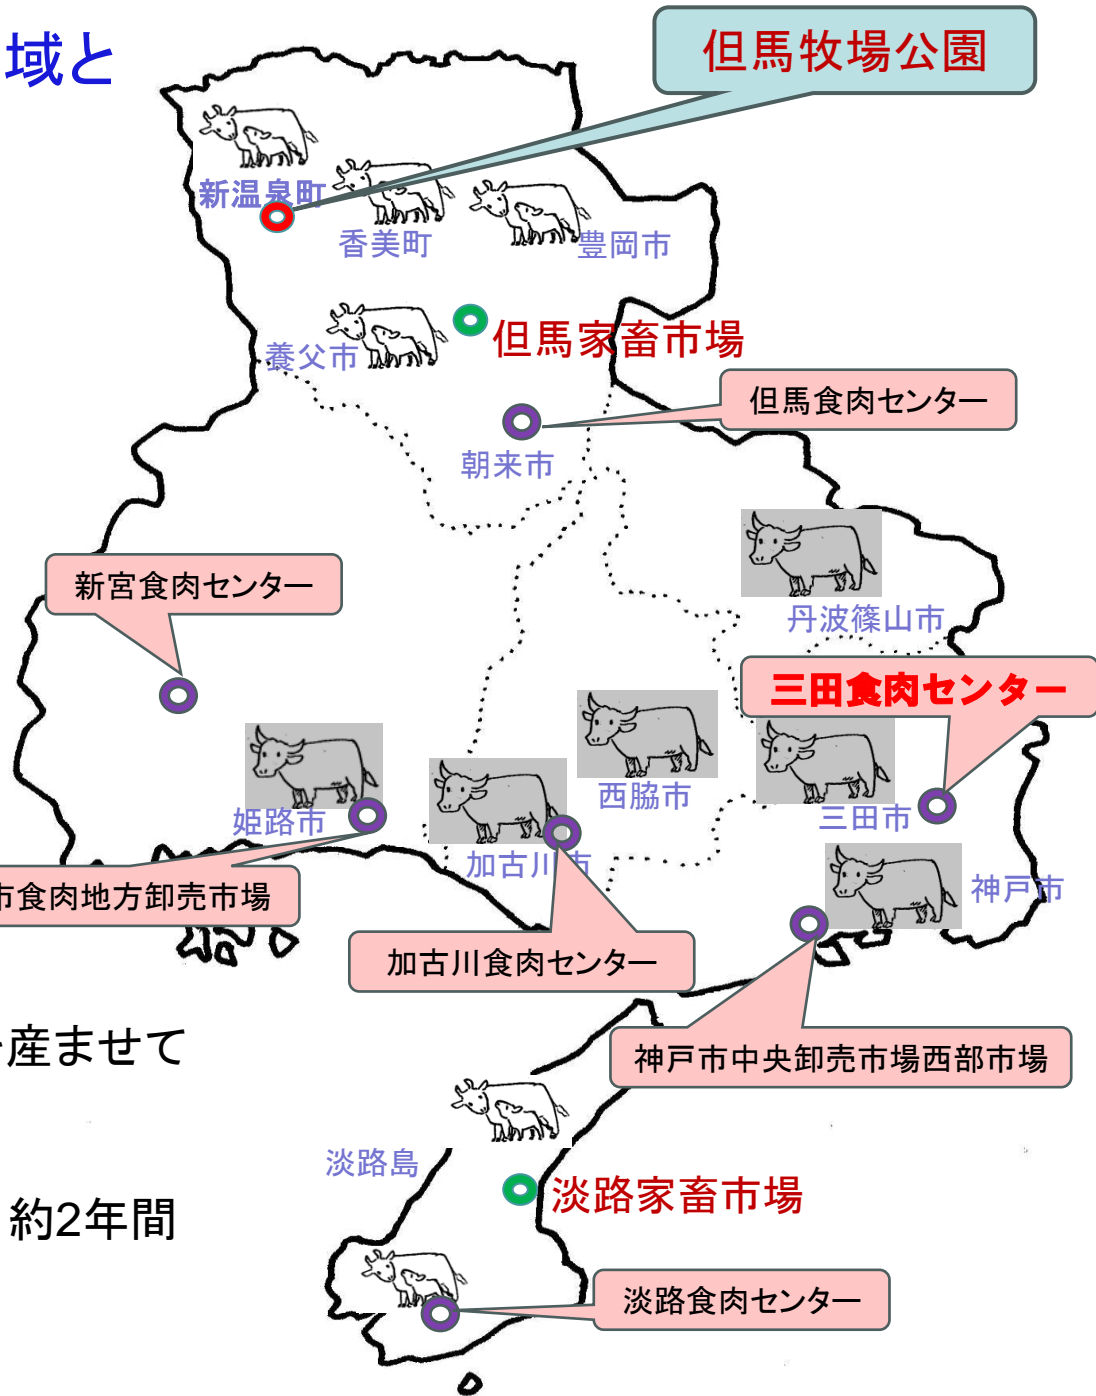 域と
但馬牧場公園
新温泉町
香美町
豊岡市
但馬家畜市場
養父市
但馬食肉センター
朝来市
新宮食肉センター
丹波篠山市
三田食肉センター
西脇市
三田市
姫路市
加古川市
市食肉地方卸売市場
神戸市
加古川食肉センター
産ませて
神戸市中央卸売市場西部市場
淡路島
淡路家畜市場
約2年間
淡路食肉センター